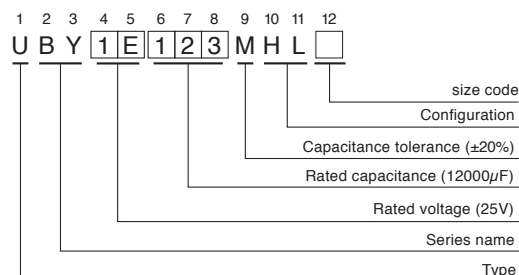 1 2 3 4 5 6 7 8 9 10 11 12
U B Y 1 E 1 2 3 M H L
size code
Configuration
Capacitance tolerance (±20%)
Rated capacitance (12000µF)
Rated voltage (25V)
Series name
Type